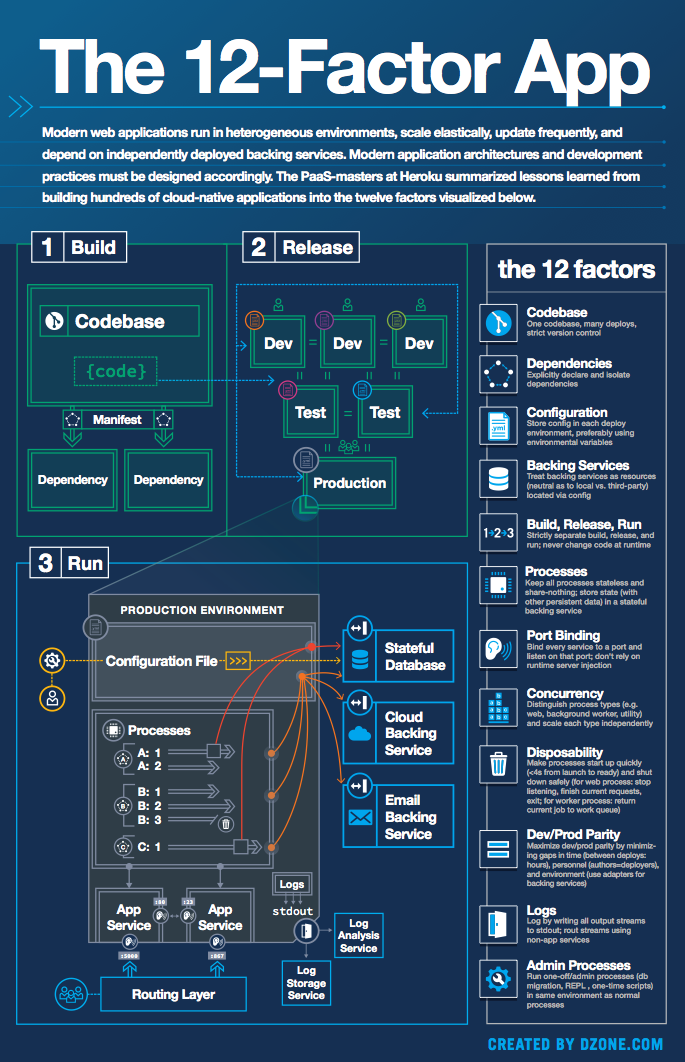 The 12-Factor App
Modern web applications run in heterogeneous environments, scale elastically, update frequently, and
depend on independently deployed backing services. Modern application architectures and development
practices must be designed accordingly. The PaaS-masters at Heroku summarized lessons learned from
building hundreds of cloud-native applications into the twelve factors visualized below.
1 Build
Codebase
{code}
Manifest
Dependency
Dependency
2 Release
Dev = Dev = Dev
Test = Test
Production
3 Run
PRODUCTION ENVIRONMENT
Configuration File >>>
Stateful
Database
Cloud
Backing
Service
Email
Backing
Service
Processes
A
A: 1
A: 2
B
B: 1
B: 2
B: 3
C
C: 1
Logs
stdout
App
Service
:80
:23
App
Service
:5000
:867
Routing Layer
Log
Analysis
Service
Log
Storage
Service
the 12 factors
Codebase
One codebase, many deploys,
strict version control
Dependencies
Explicitly declare and isolate
dependencies
.yml
Configuration
Store config in each deploy
environment, preferably using
environmental variables
Backing Services
Treat backing services as resources
(neutral as to local vs. third-party)
located via config
1→2→3
Build, Release, Run
Strictly separate build, release, and
run; never change code at runtime
Processes
Keep all processes stateless and
share-nothing; store state (with
other persistent data) in a stateful
backing service
Port Binding
Bind every service to a port and
listen on that port; don't rely on
runtime server injection
Concurrency
Distinguish process types (e.g.
web, background worker, utility)
and scale each type independently
Disposability
Make processes start up quickly
(<4s from launch to ready) and shut
down safely (for web process: stop
listening, finish current requests,
exit; for worker process: return
current job to work queue)
Dev/Prod Parity
Maximize dev/prod parity by minimiz-
ing gaps in time (between deploys:
hours), personnel (authors=deployers),
and environment (use adapters for
backing services)
Logs
Log by writing all output streams
to stdout; rout streams using
non-app services
Admin Processes
Run one-off/admin processes (db
migration, REPL , one-time scripts)
in same environment as normal
processes
CREATED BY DZONE.COM